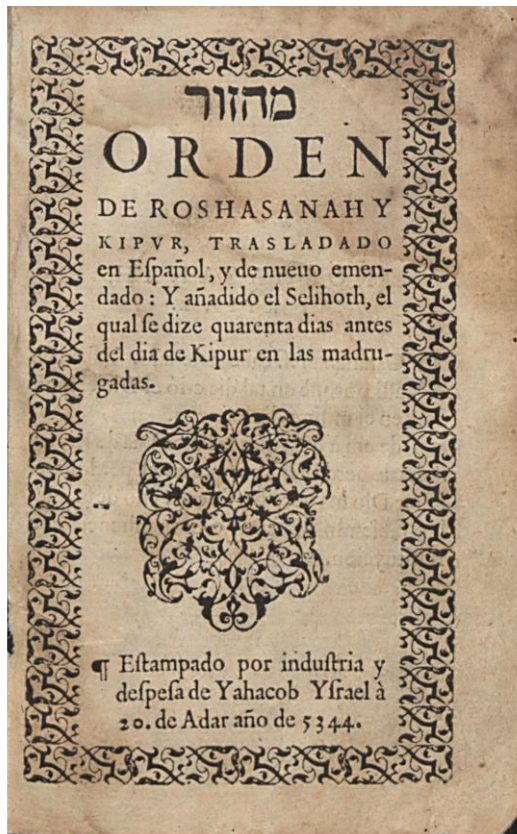 מהזור
ORDEN
DE ROSHASANAH Y
KIPVR, TRASLADADO
en Eſpañol, y de nueuo emen-
dado: Y añadido el Selihoth, el
qual ſe dize quarenta dias antes
del dia de Kipur en las madru-
gadas.
¶ Eſtampado por induſtria y
deſpeſa de Yahacob Yſrael à
20. de Adar año de 5344.